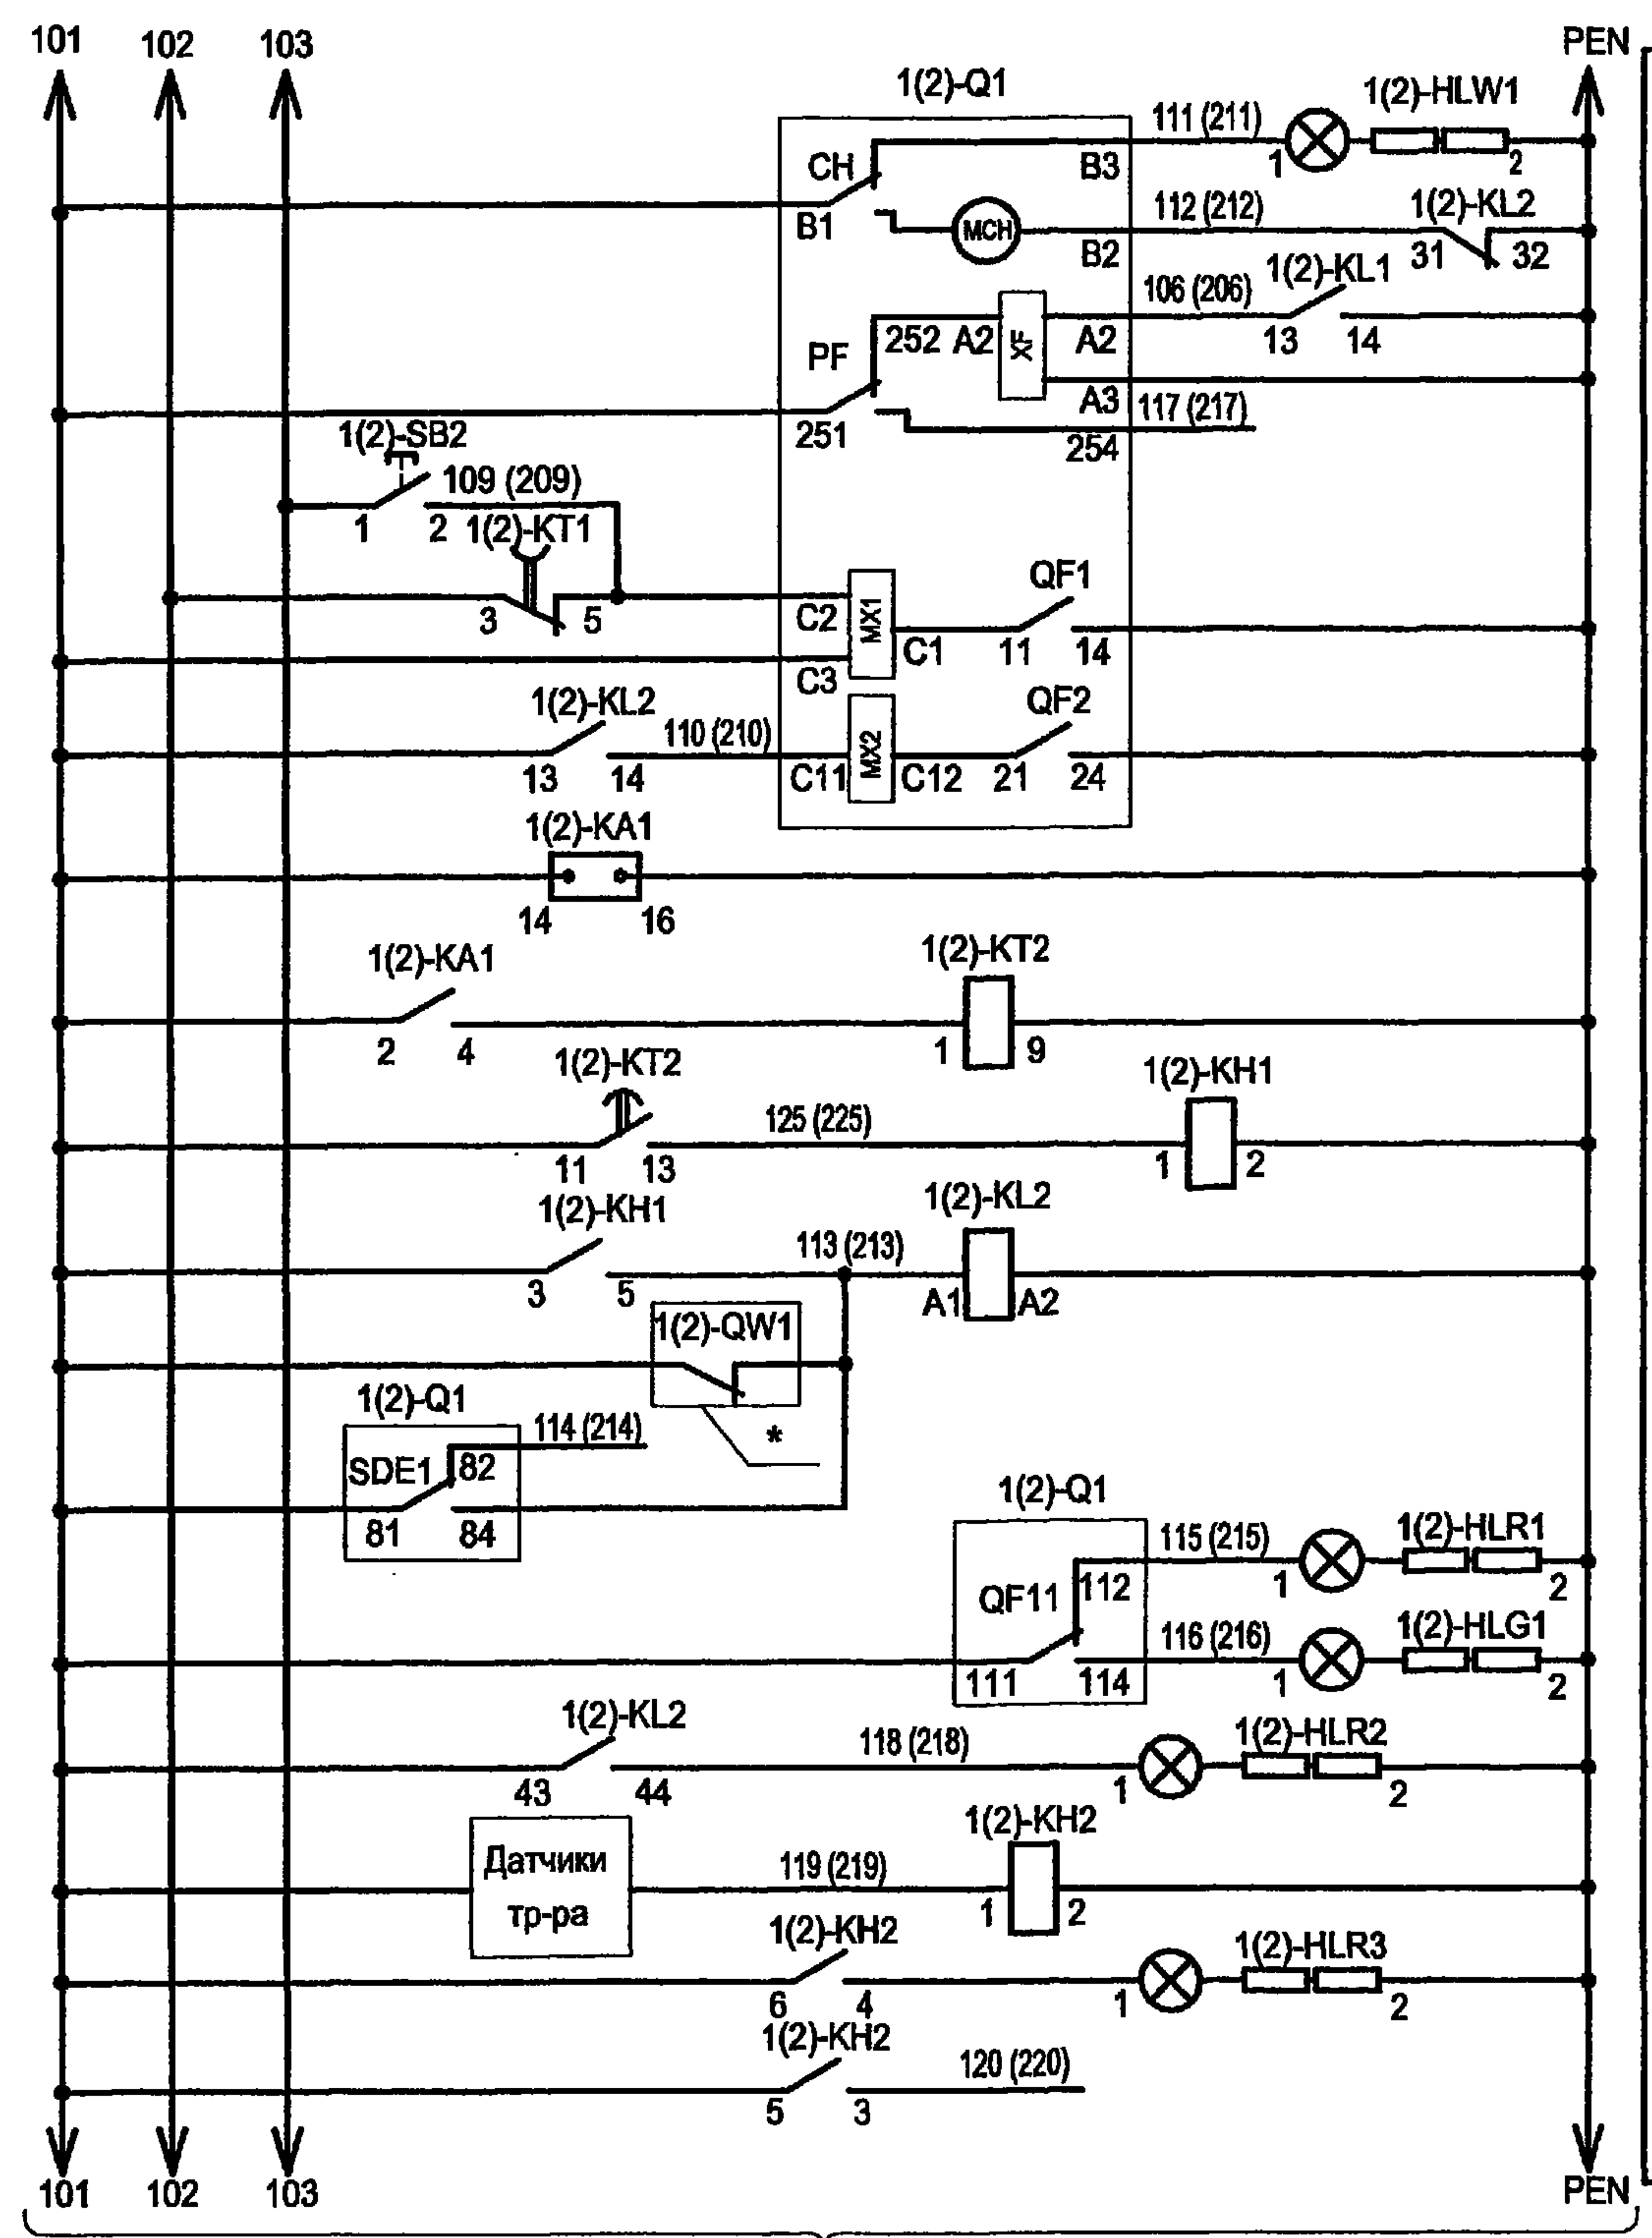 101 102 103 PEN
1(2)-Q1
1(2)-HLW1
111 (211)
CH
B3
1
2
B1
MCH
B2
112 (212)
1(2)-KL2
31
32
1(2)-KL1
106 (206)
252
A2
XF
A2
13
14
PF
A3
117 (217)
251
254
1(2)-SB2
109 (209)
1
2
1(2)-KT1
3
5
C2
MX1
C1
QF1
11
14
C3
1(2)-KL2
110 (210)
13
14
C11
MX2
C12
QF2
21
24
1(2)-KA1
14
16
1(2)-KA1
2
4
1(2)-KT2
1
9
1(2)-KT2
11
13
125 (225)
1(2)-KH1
1
2
1(2)-KH1
3
5
113 (213)
1(2)-KL2
A1
A2
1(2)-QW1
*
1(2)-Q1
SDE1
82
114 (214)
81
84
1(2)-Q1
QF11
112
115 (215)
1
1(2)-HLR1
2
111
114
116 (216)
1
1(2)-HLG1
2
1(2)-KL2
43
44
118 (218)
1
1(2)-HLR2
2
Датчики
тр-ра
119 (219)
1(2)-KH2
1
2
1(2)-KH2
6
4
1
1(2)-HLR3
2
1(2)-KH2
5
3
120 (220)
101 102 103 PEN